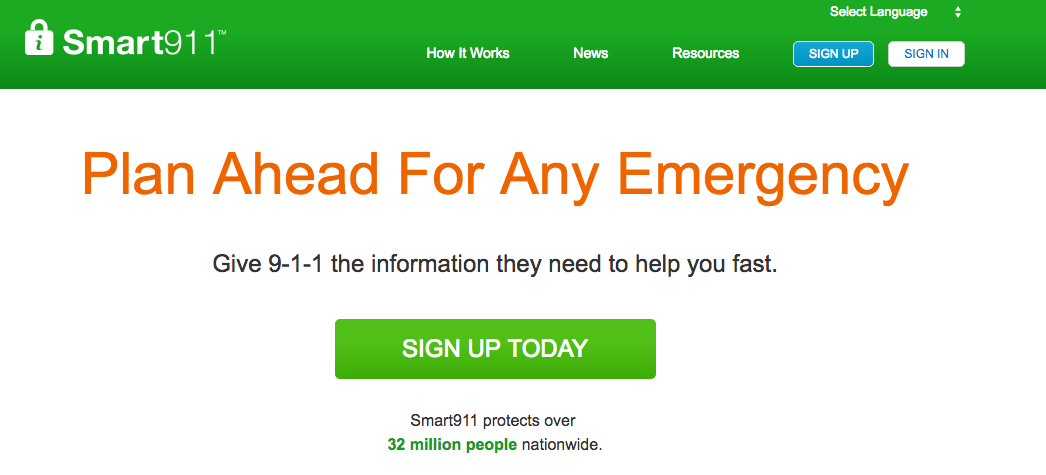 Select Language
Smart911™
How It Works
News
Resources
SIGN UP
SIGN IN
Plan Ahead For Any Emergency
Give 9-1-1 the information they need to help you fast.
SIGN UP TODAY
Smart911 protects over
32 million people nationwide.